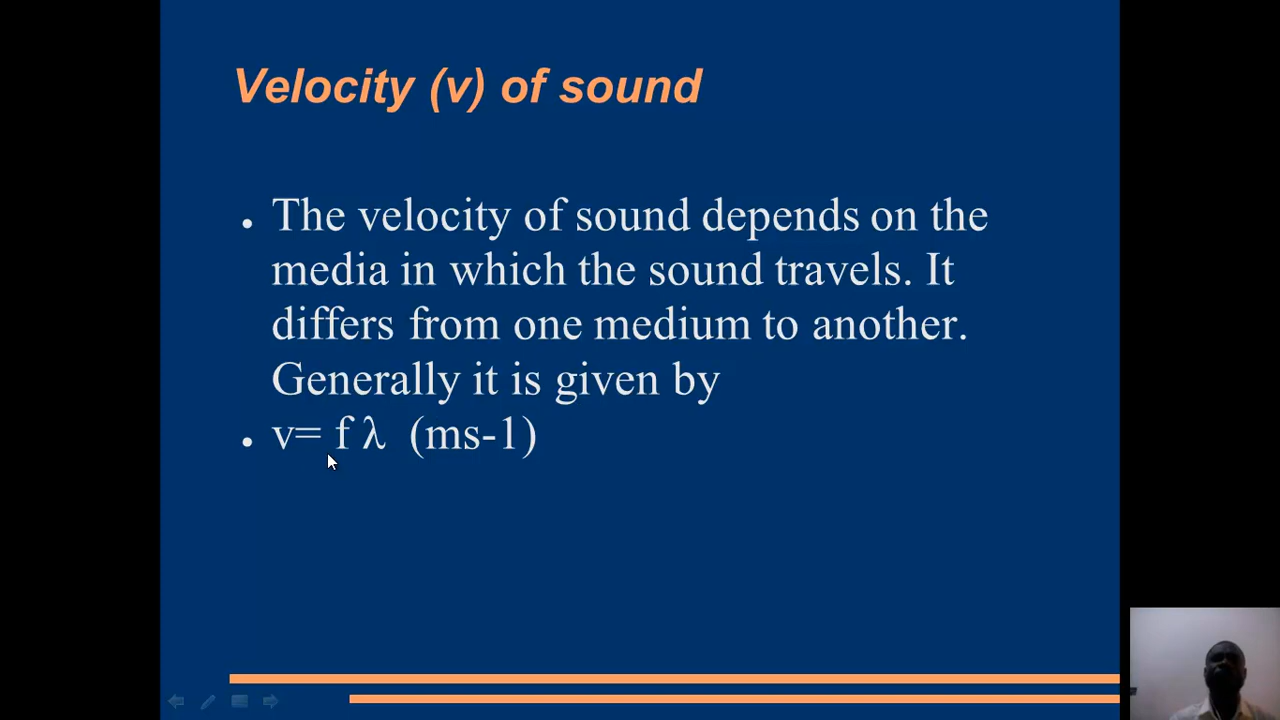 Velocity (v) of sound
● The velocity of sound depends on the
media in which the sound travels. It
differs from one medium to another.
Generally it is given by
● v= f λ (ms-1)